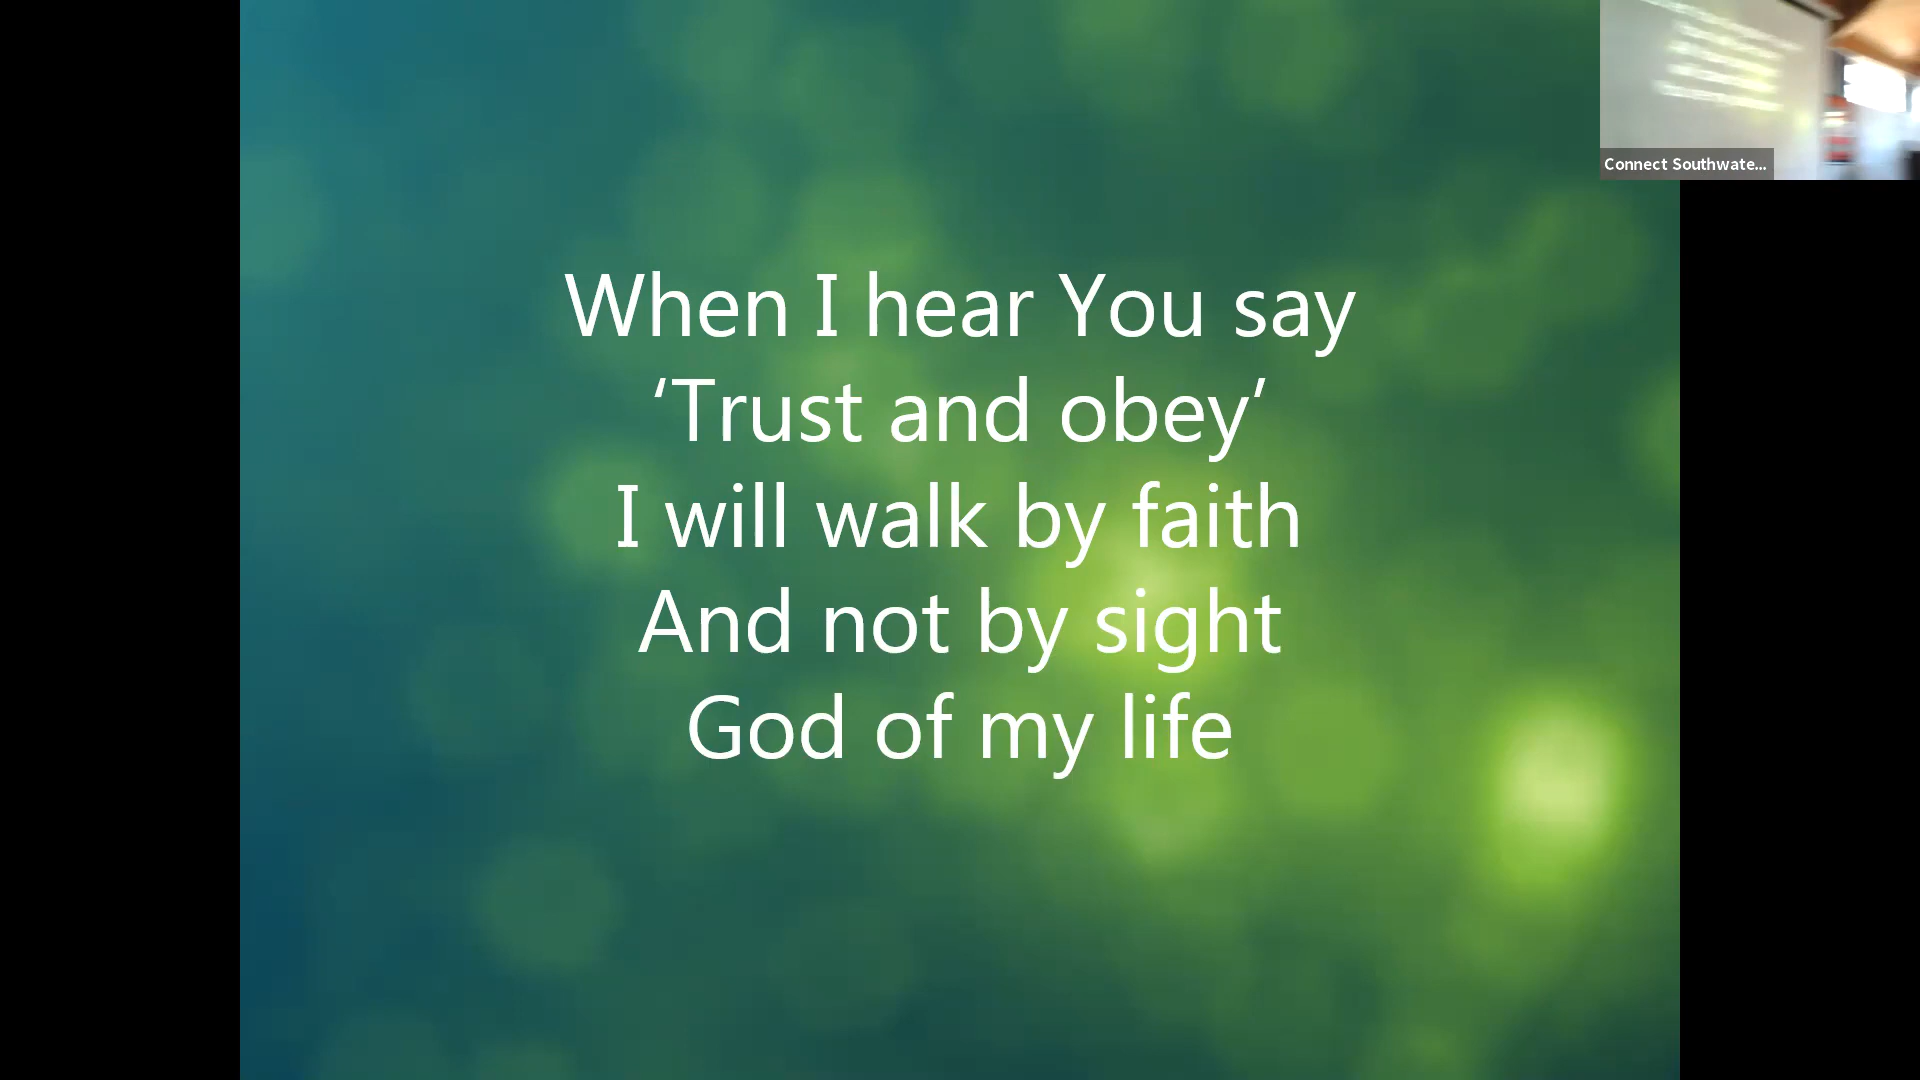 When I hear You say
‘Trust and obey’
I will walk by faith
And not by sight
God of my life
Connect Southwate...